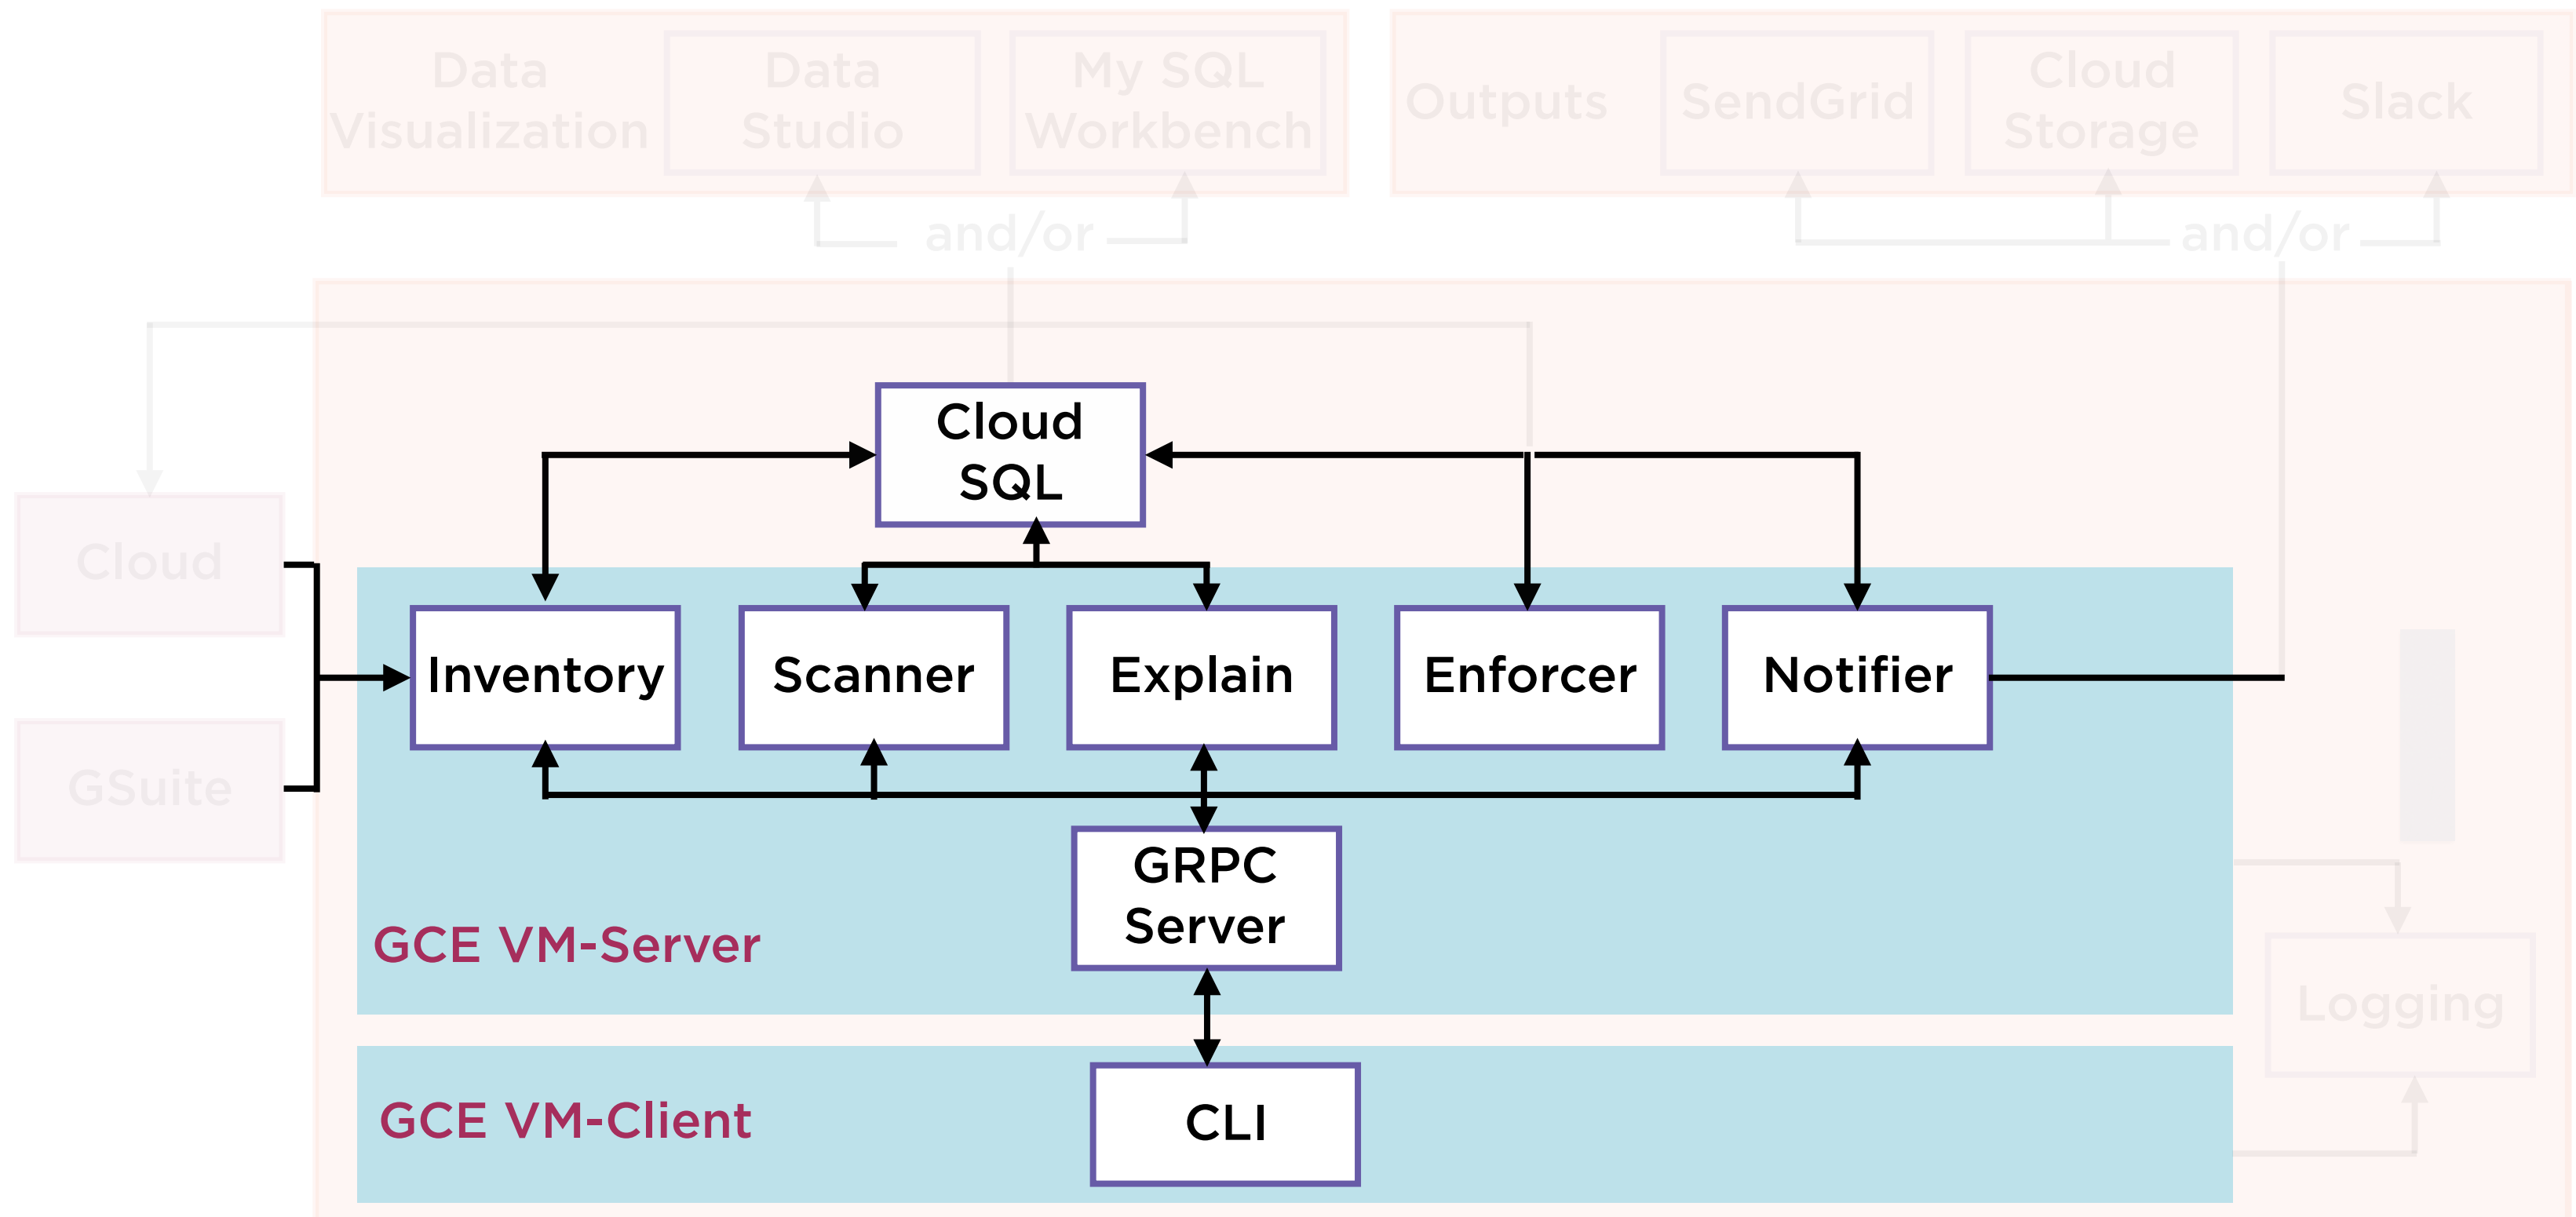 Data
Visualization
Data
Studio
My SQL
Workbench
Outputs
SendGrid
Cloud
Storage
Slack
and/or
and/or
Cloud
SQL
Cloud
GSuite
Inventory
Scanner
Explain
Enforcer
Notifier
GRPC
Server
GCE VM-Server
Logging
GCE VM-Client
CLI